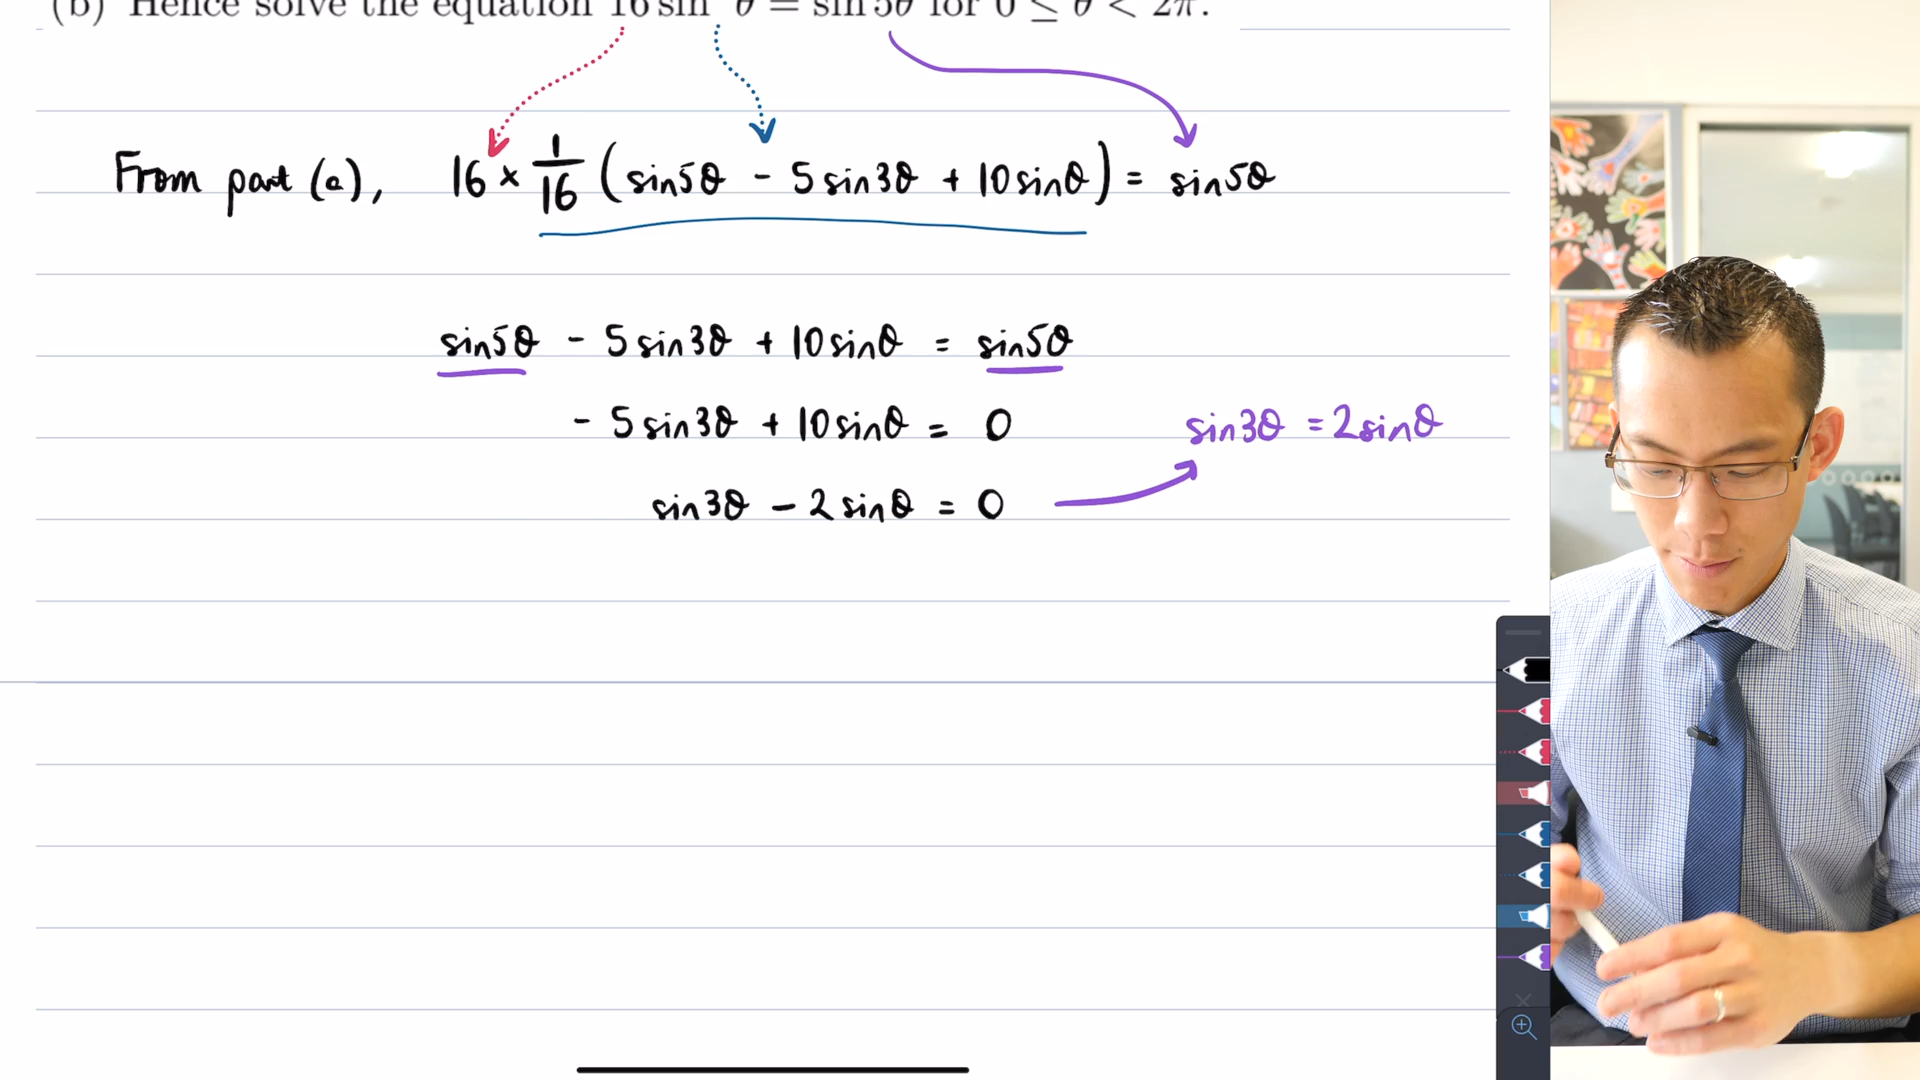 (b) Hence solve the equation 16 sin θ = sin 5θ for 0 ≤ θ < 2π.
From part (a), 16 × 1/16 (sin5θ - 5sin3θ + 10sinθ) = sin5θ
sin5θ - 5sin3θ + 10sinθ = sin5θ
- 5sin3θ + 10sinθ = 0
sin3θ = 2sinθ
sin3θ - 2sinθ = 0